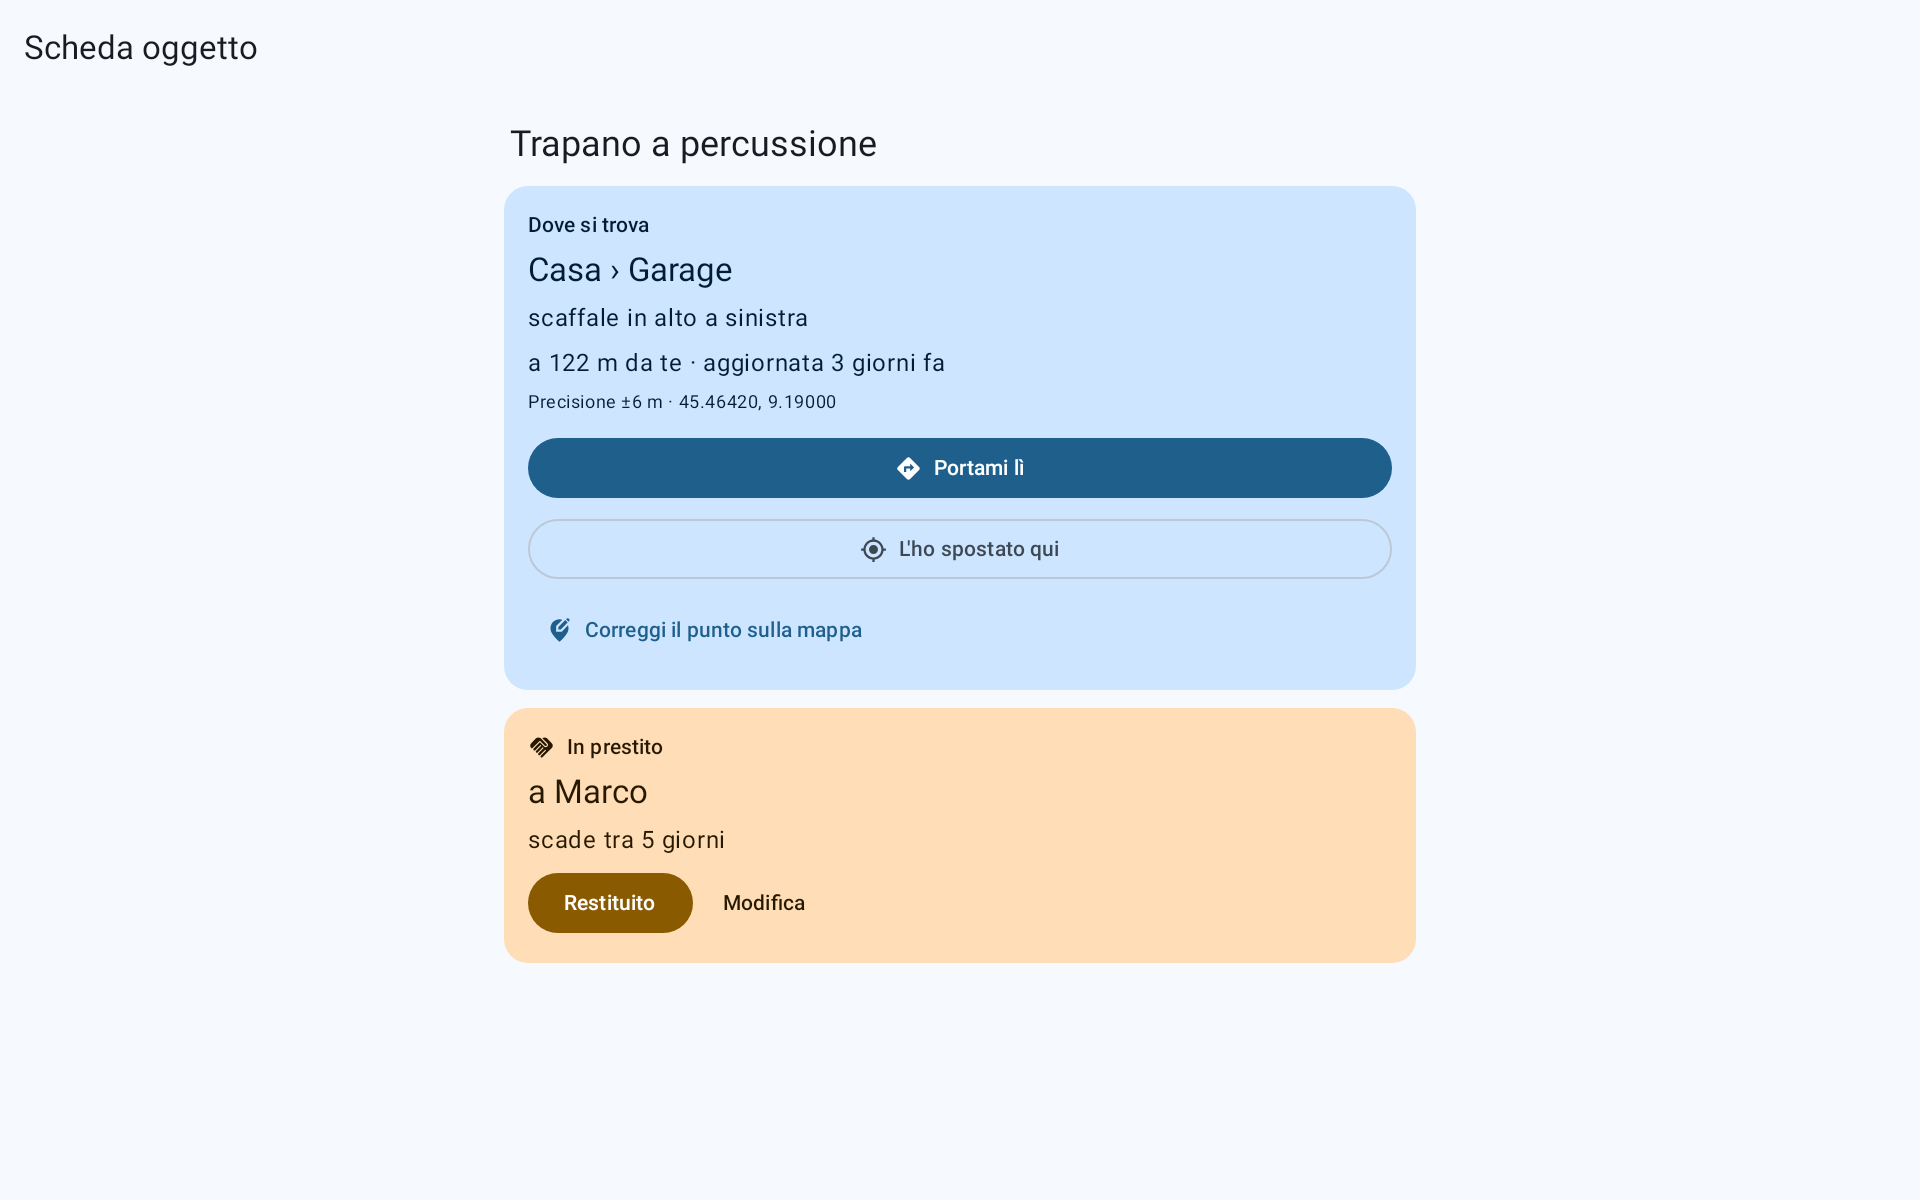 Scheda oggetto
Trapano a percussione
Dove si trova
Casa › Garage
scaffale in alto a sinistra
a 122 m da te · aggiornata 3 giorni fa
Precisione ±6 m · 45.46420, 9.19000
Portami lì
L'ho spostato qui
Correggi il punto sulla mappa
In prestito
a Marco
scade tra 5 giorni
Restituito
Modifica